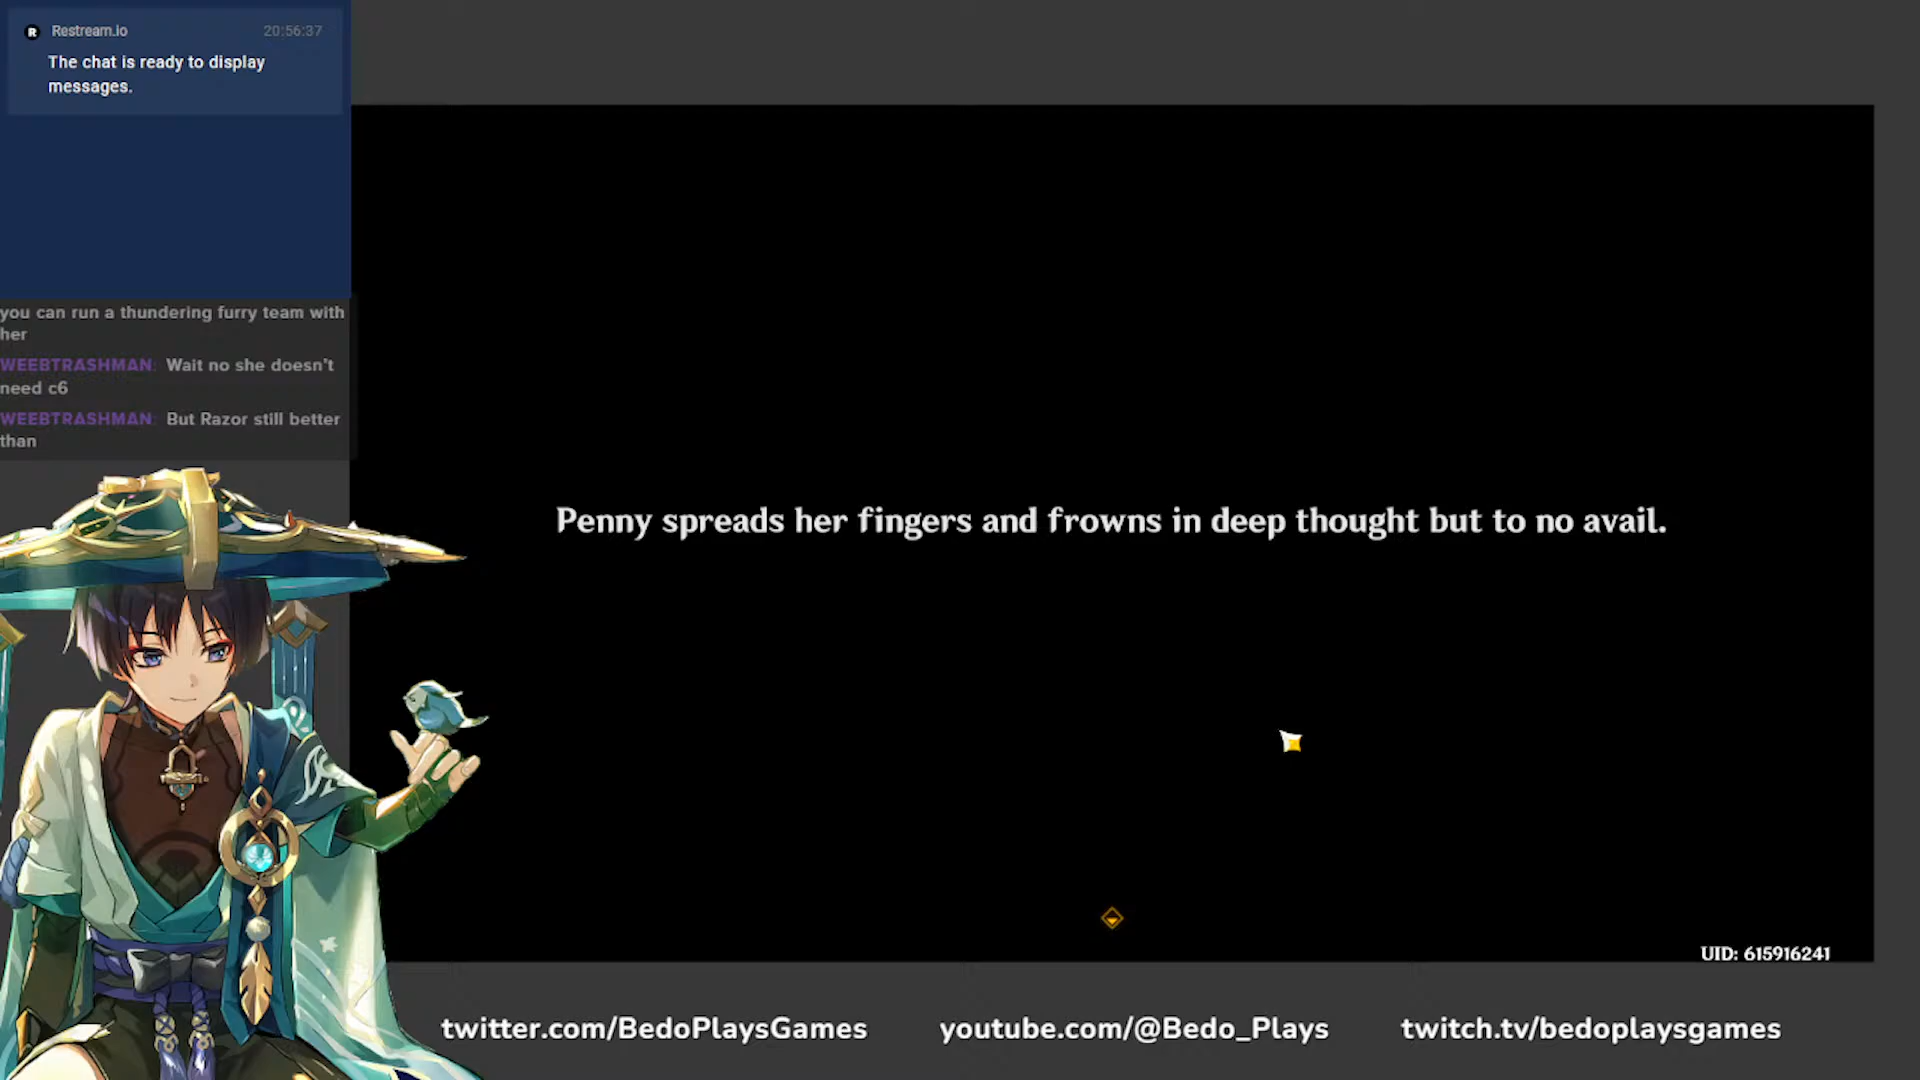 R Restream.io 20:56:37
The chat is ready to display
messages.
you can run a thundering furry team with
her
WEEBTRASHMAN: Wait no she doesn't
need c6
WEEBTRASHMAN: But Razor still better
than
Penny spreads her fingers and frowns in deep thought but to no avail.
UID: 615916241
twitter.com/BedoPlaysGames youtube.com/@Bedo_Plays twitch.tv/bedoplaysgames